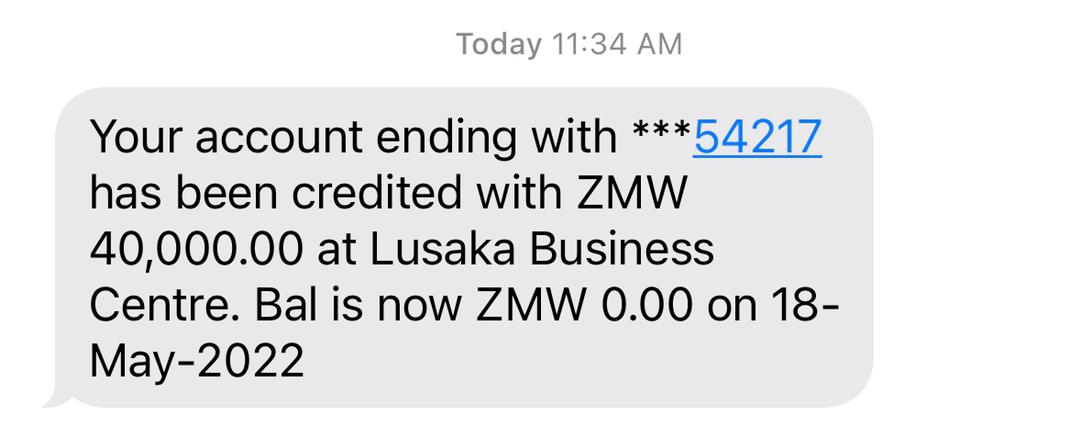 Today 11:34 AM
Your account ending with ***54217
has been credited with ZMW
40,000.00 at Lusaka Business
Centre. Bal is now ZMW 0.00 on 18-
May-2022